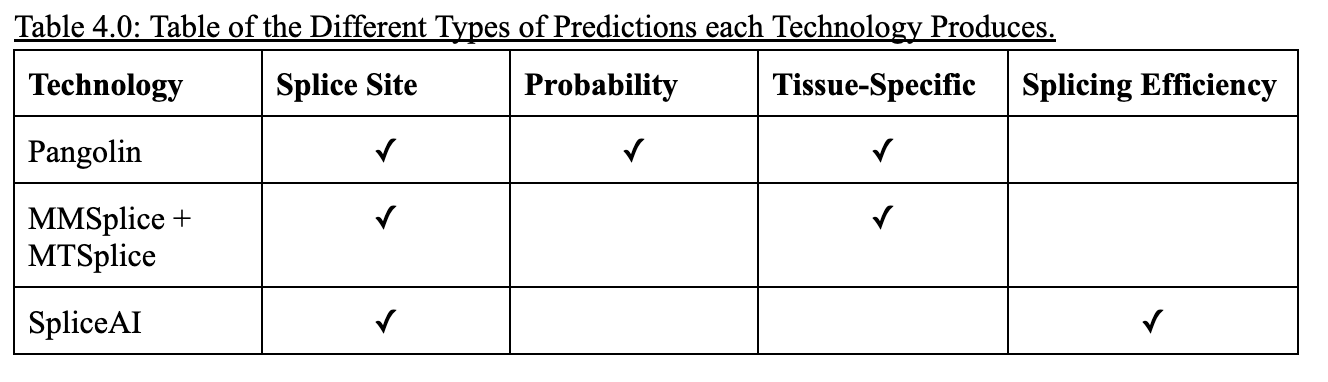 Table 4.0: Table of the Different Types of Predictions each Technology Produces.
Technology Splice Site Probability Tissue-Specific Splicing Efficiency
Pangolin ✓ ✓ ✓
MMSplice + ✓ ✓
MTSplice
SpliceAI ✓ ✓